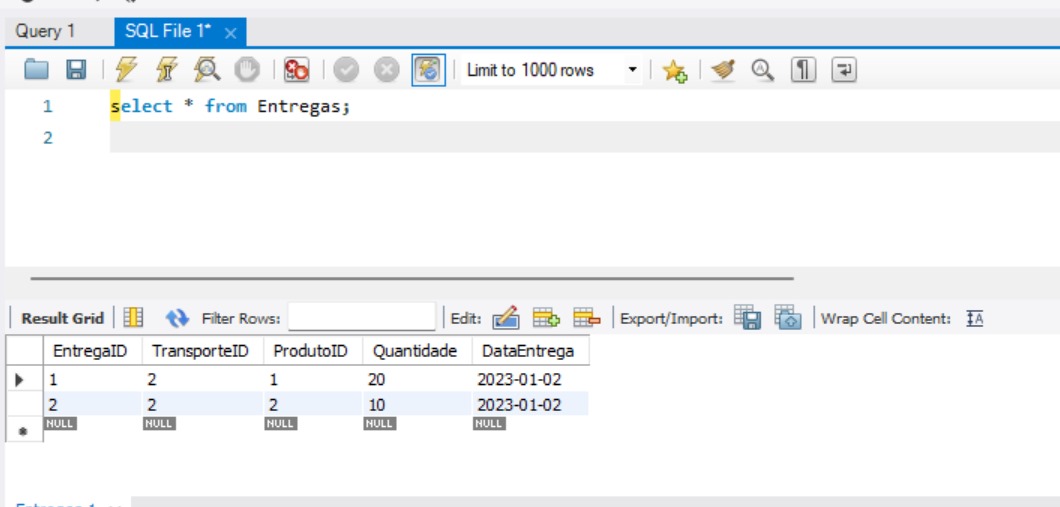 Query 1 SQL File 1*
Limit to 1000 rows
1 select * from Entregas;
2
Result Grid Filter Rows: Edit: Export/Import: Wrap Cell Content: IA
EntregaID TransporteID ProdutoID Quantidade DataEntrega
1 2 1 20 2023-01-02
2 2 2 10 2023-01-02
NULL NULL NULL NULL NULL